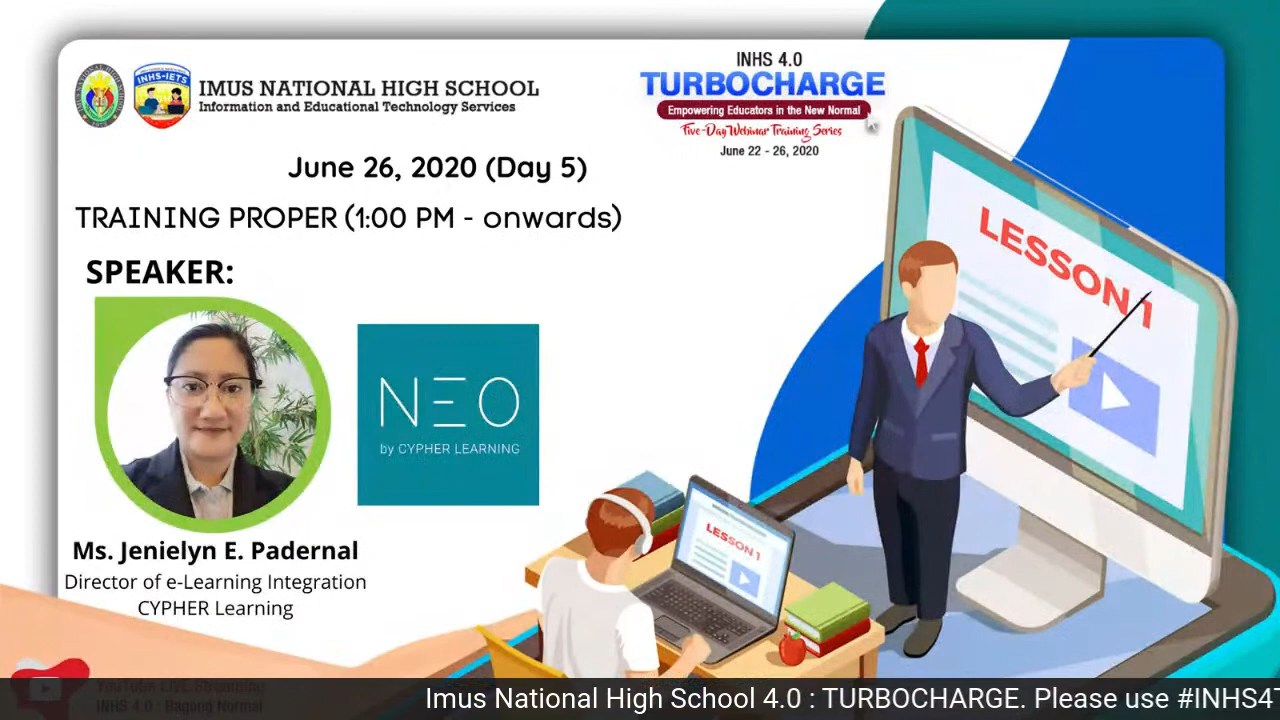 INHS-IETS
IMUS NATIONAL HIGH SCHOOL
Information and Educational Technology Services
INHS 4.0
TURBOCHARGE
Empowering Educators in the New Normal
Five-Day Webinar Training Series
June 22 - 26, 2020
June 26, 2020 (Day 5)
TRAINING PROPER (1:00 PM - onwards)
SPEAKER:
NEO
by CYPHER LEARNING
Ms. Jenielyn E. Padernal
Director of e-Learning Integration
CYPHER Learning
LESSON 1
LESSON 1
YouTube LIVE Streaming
INHS 4.0 : Bagong Normal
Imus National High School 4.0 : TURBOCHARGE. Please use #INHS4T